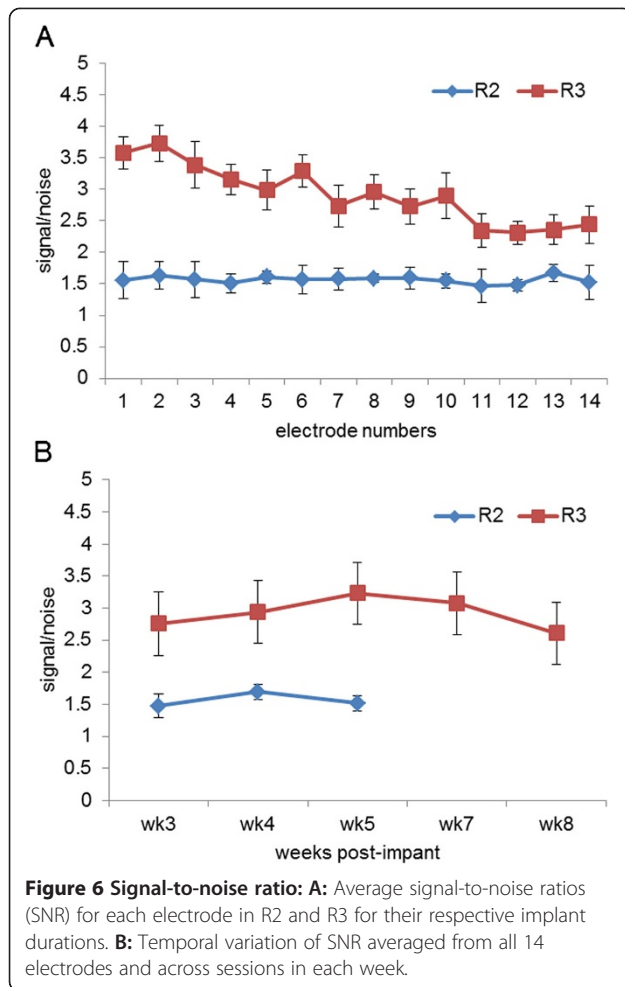 A
R2 R3
5
4.5
4
3.5
3
2.5
2
1.5
1
0.5
0
signal/noise
1 2 3 4 5 6 7 8 9 10 11 12 13 14
electrode numbers
B
R2 R3
5
4.5
4
3.5
3
2.5
2
1.5
1
0.5
0
signal/noise
wk3 wk4 wk5 wk7 wk8
weeks post-impant
Figure 6 Signal-to-noise ratio: A: Average signal-to-noise ratios
(SNR) for each electrode in R2 and R3 for their respective implant
durations. B: Temporal variation of SNR averaged from all 14
electrodes and across sessions in each week.